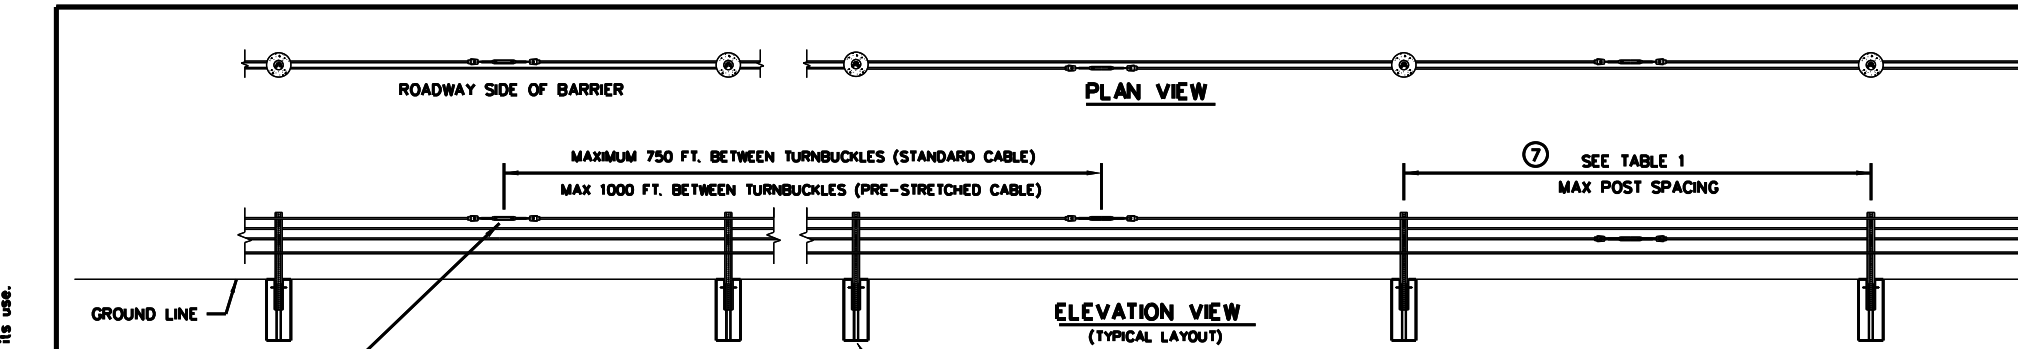 ROADWAY SIDE OF BARRIER
PLAN VIEW
MAXIMUM 750 FT. BETWEEN TURNBUCKLES (STANDARD CABLE)
MAX 1000 FT. BETWEEN TURNBUCKLES (PRE-STRETCHED CABLE)
7 SEE TABLE 1
MAX POST SPACING
GROUND LINE
ELEVATION VIEW
(TYPICAL LAYOUT)
its use.